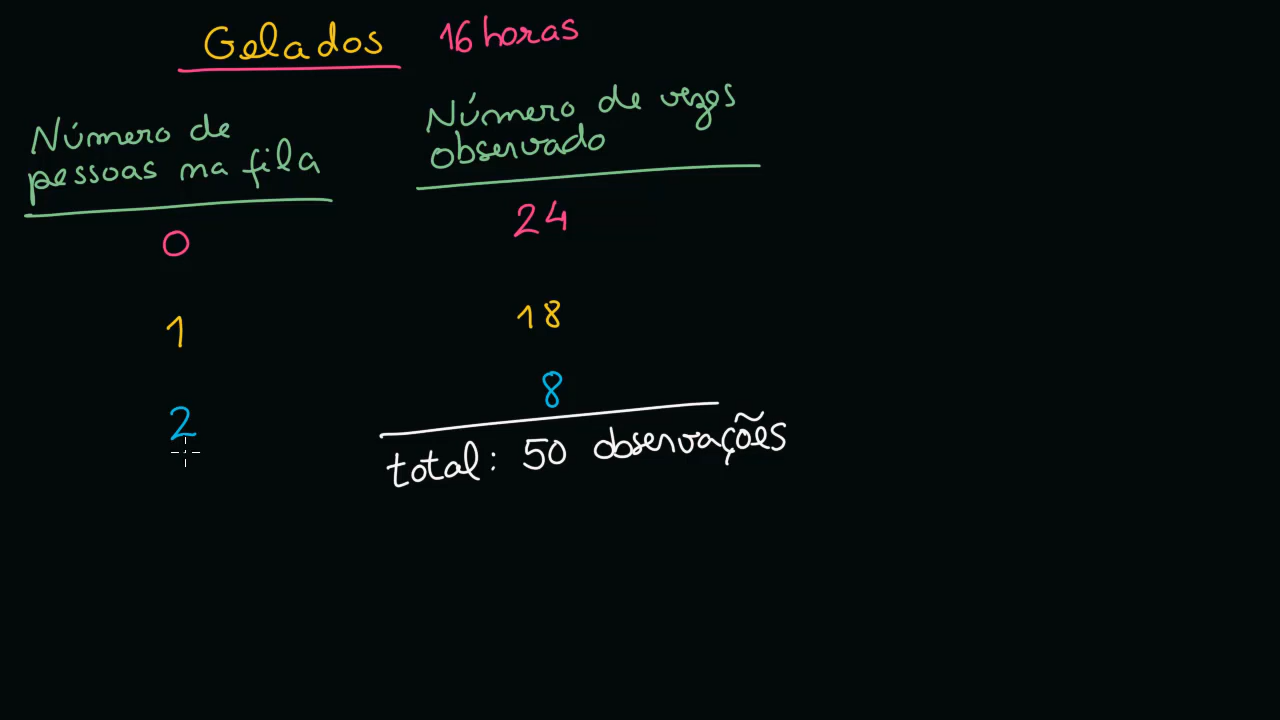 Gelados 16 horas
Número de pessoas na fila
Número de vezes observado
0 24
1 18
2 8
total: 50 observações